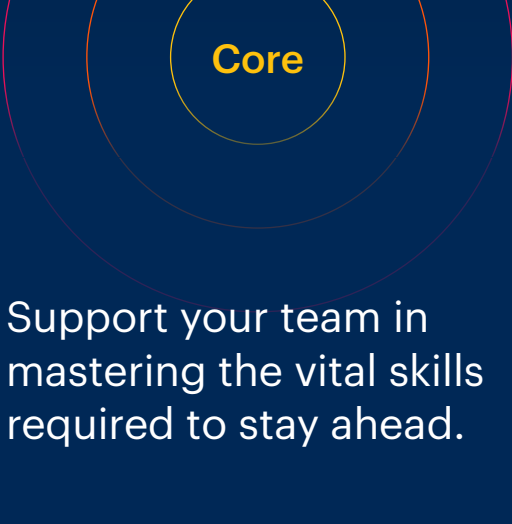 Core
Support your team in
mastering the vital skills
required to stay ahead.